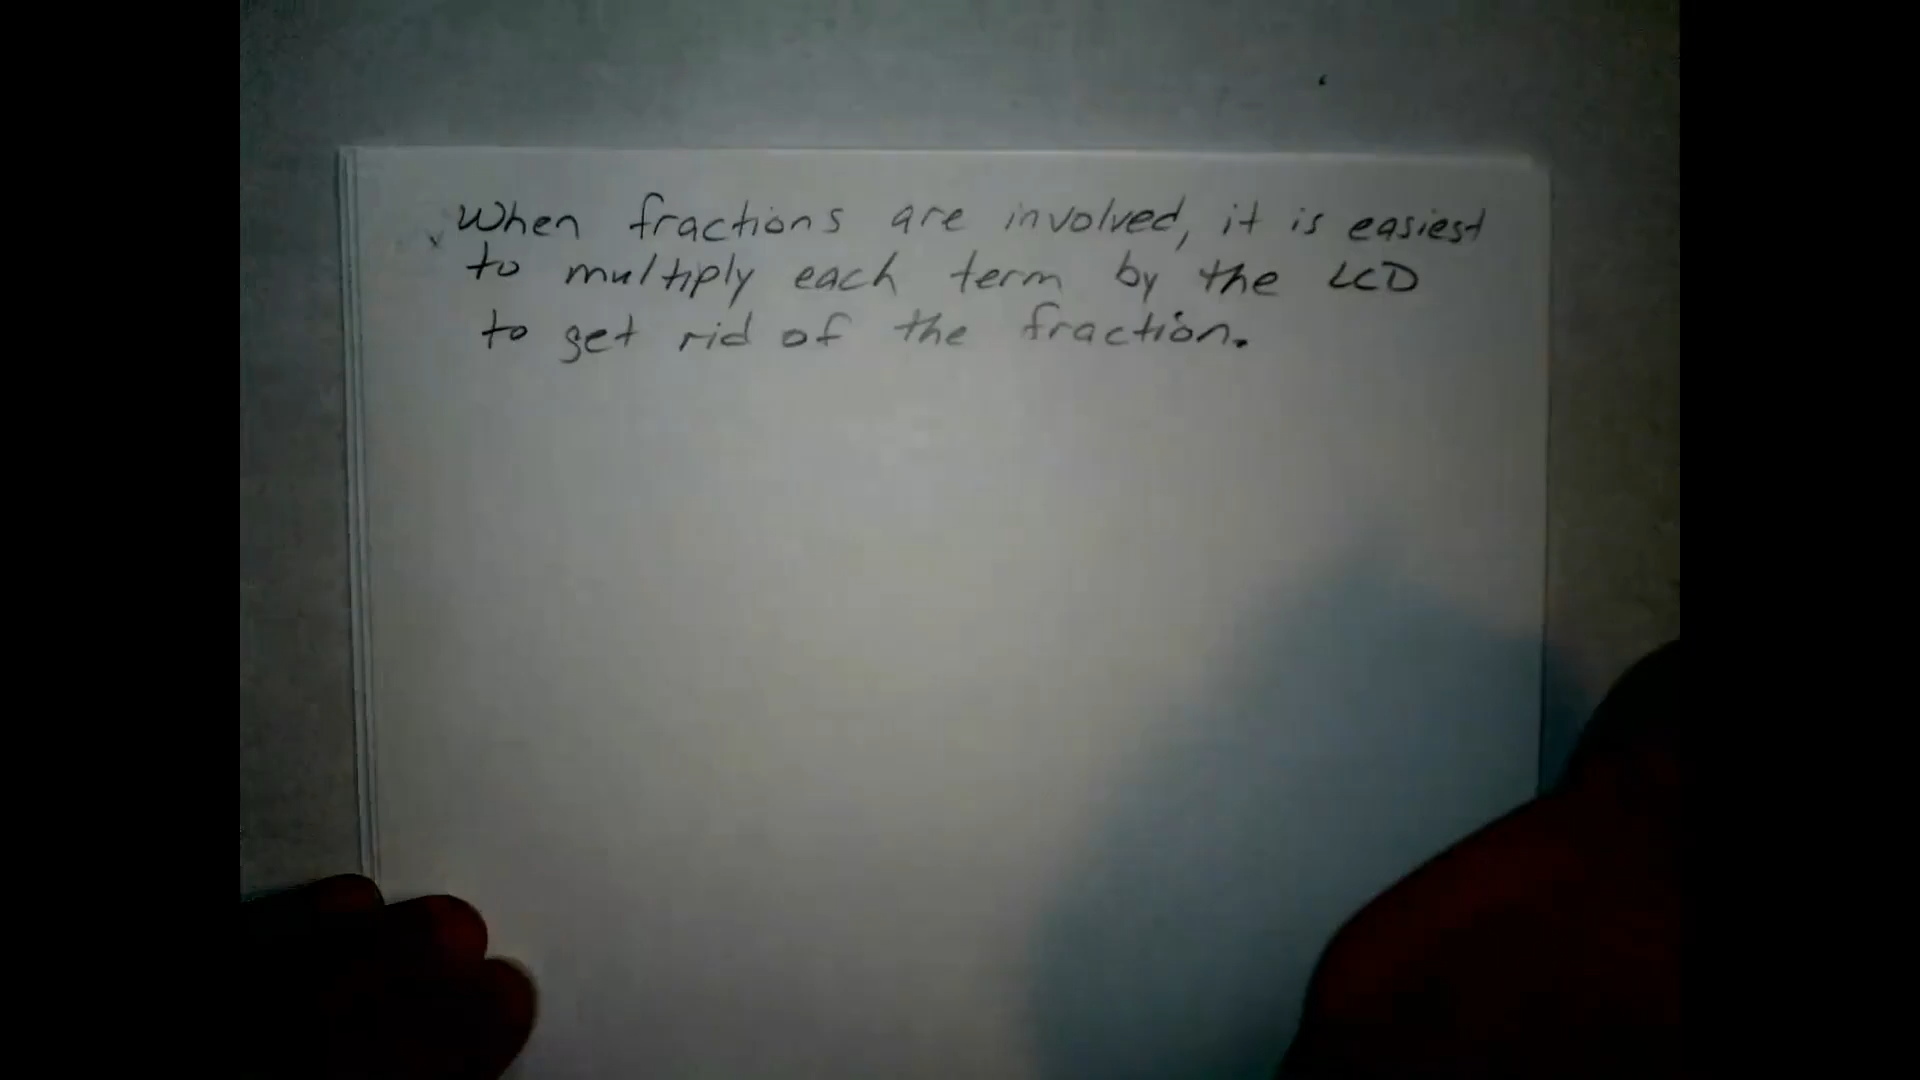 When fractions are involved, it is easiest
to multiply each term by the LCD
to get rid of the fraction.